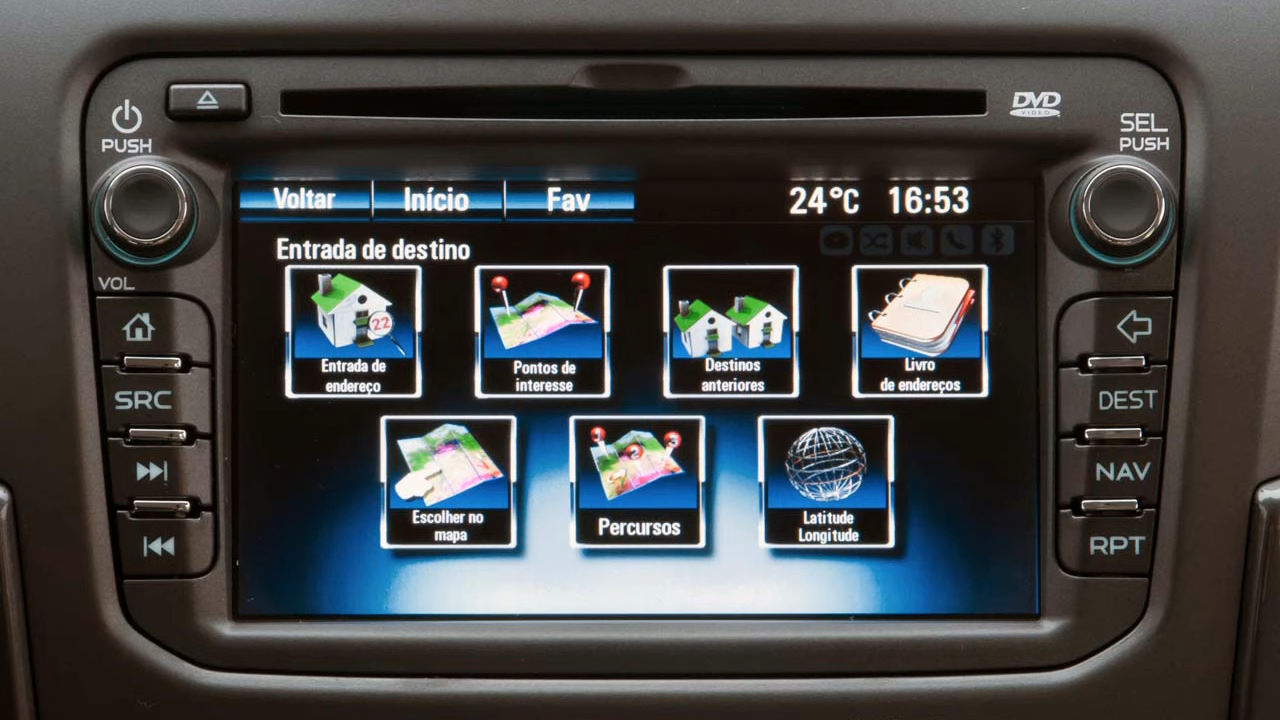 DVD
VIDEO
PUSH
SEL
PUSH
VOL
Voltar Início Fav 24°C 16:53
Entrada de destino
22
Entrada de
endereço
Pontos de
interesse
Destinos
anteriores
Livro
de endereços
Escolher no
mapa
Percursos
Latitude
Longitude
SRC
DEST
NAV
RPT